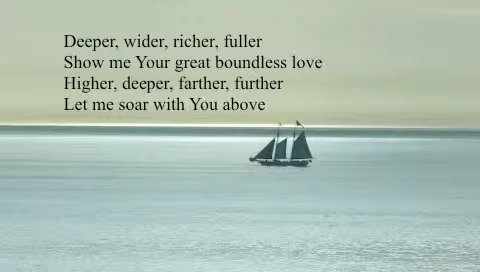 Deeper, wider, richer, fuller
Show me Your great boundless love
Higher, deeper, farther, further
Let me soar with You above